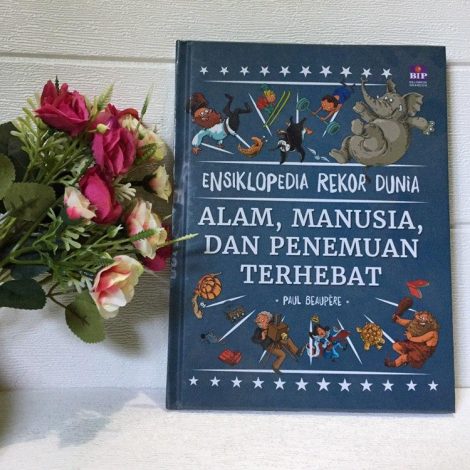 BIP
ENSIKLOPEDIA REKOR DUNIA
ALAM, MANUSIA,
DAN PENEMUAN
TERHEBAT
• PAUL BEAUPÈRE •